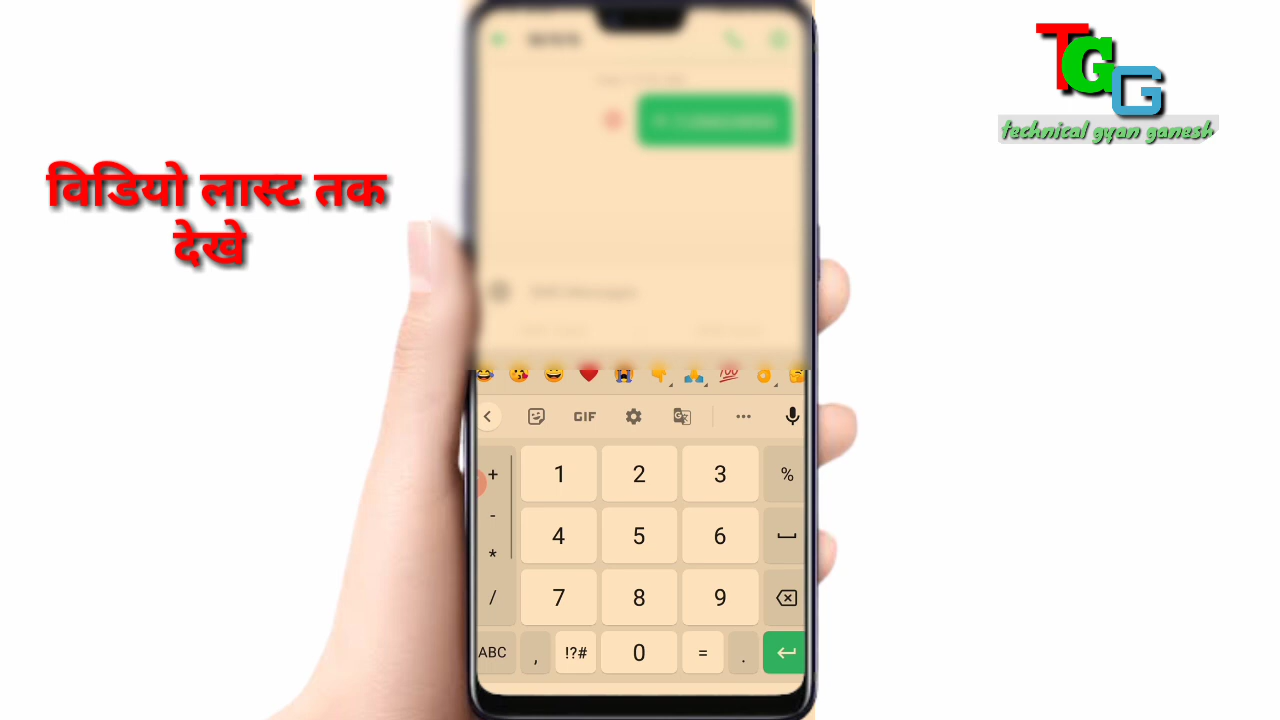 TGG
technical gyan ganesh
विडियो लास्ट तक
देखे
GIF
+ 1 2 3 %
- 4 5 6
*
/ 7 8 9
ABC , !?# 0 = .